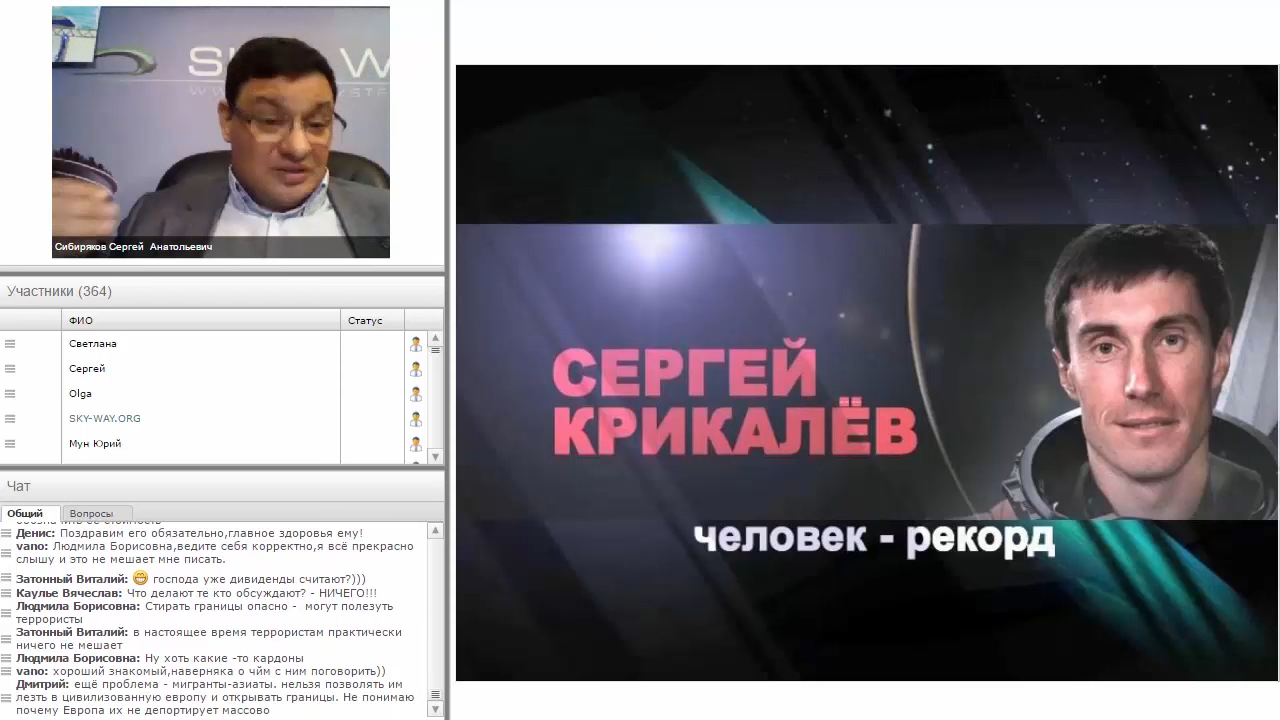 SK W
Сибиряков Сергей Анатольевич
Участники (364)
ФИО
Статус
Светлана
Сергей
Olga
SKY-WAY.ORG
Мун Юрий
Чат
Общий
Вопросы
Денис: Поздравим его обязательно,главное здоровья ему!
vano: Людмила Борисовна,ведите себя корректно,я всё прекрасно
слышу и это не мешает мне писать.
Затонный Виталий: господа уже дивиденды считают?)))
Каулье Вячеслав: Что делают те кто обсуждают? - НИЧЕГО!!!
Людмила Борисовна: Стирать границы опасно - могут полезуть
террористы
Затонный Виталий: в настоящее время террористам практически
ничего не мешает
Людмила Борисовна: Ну хоть какие -то кардоны
vano: хороший знакомый,наверняка о чйм с ним поговорить))
Дмитрий: ещё проблема - мигранты-азиаты. нельзя позволять им
лезть в цивилизованную европу и открывать границы. Не понимаю
почему Европа их не депортирует массово
СЕРГЕЙ
КРИКАЛЁВ
человек - рекорд